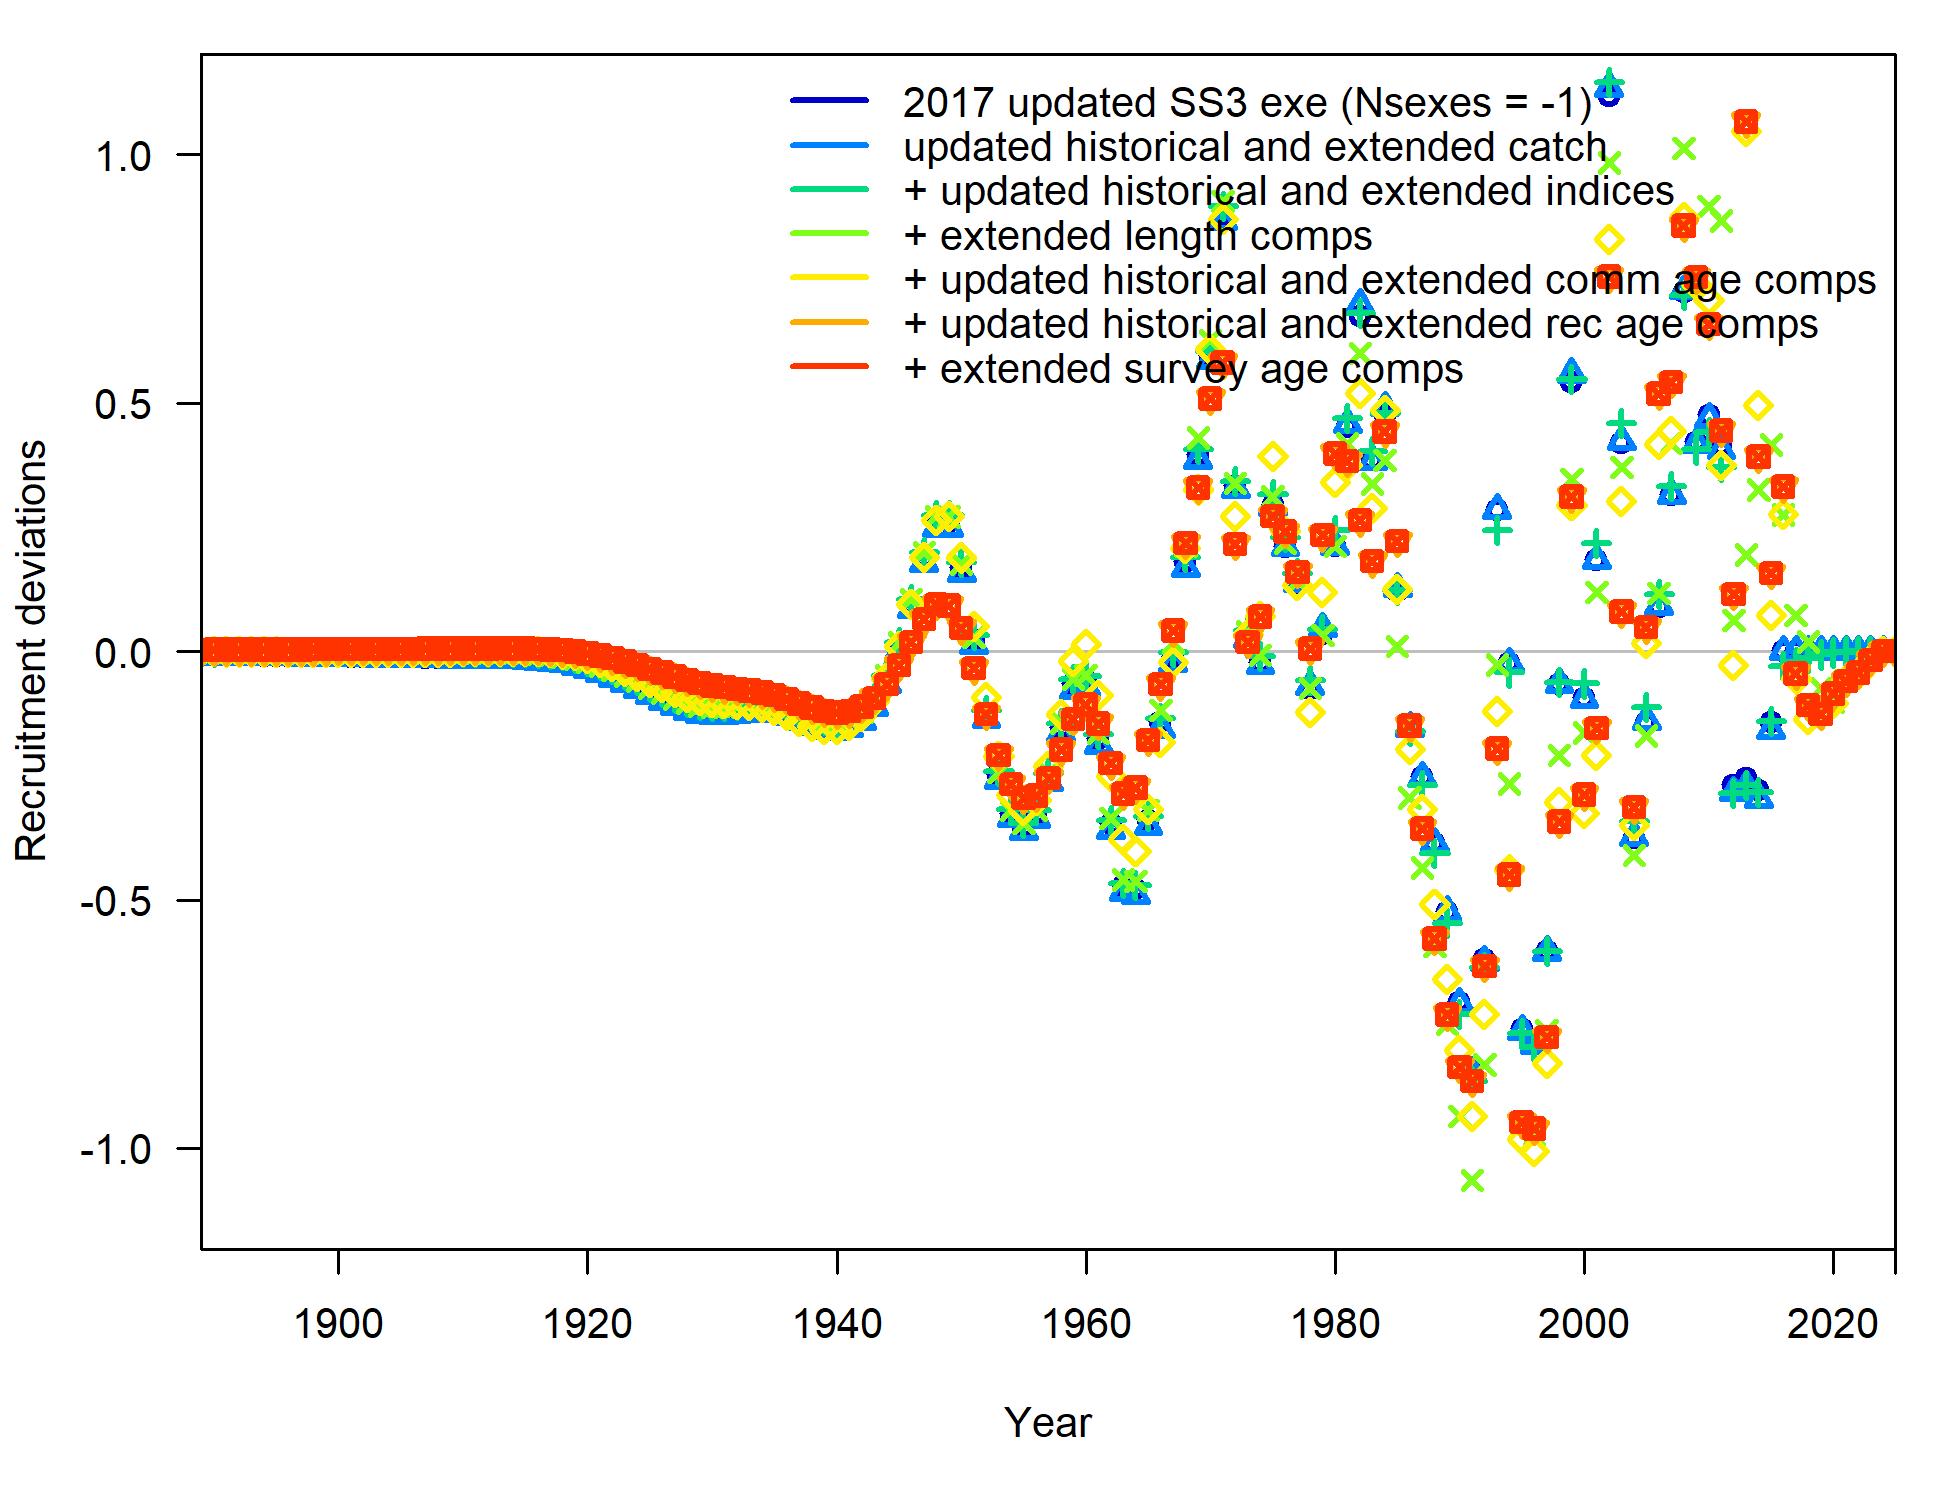 2017 updated SS3 exe (Nsexes = -1)
updated historical and extended catch
+ updated historical and extended indices
+ extended length comps
+ updated historical and extended comm age comps
+ updated historical and extended rec age comps
+ extended survey age comps
Recruitment deviations
1.0
0.5
0.0
-0.5
-1.0
1900 1920 1940 1960 1980 2000 2020
Year